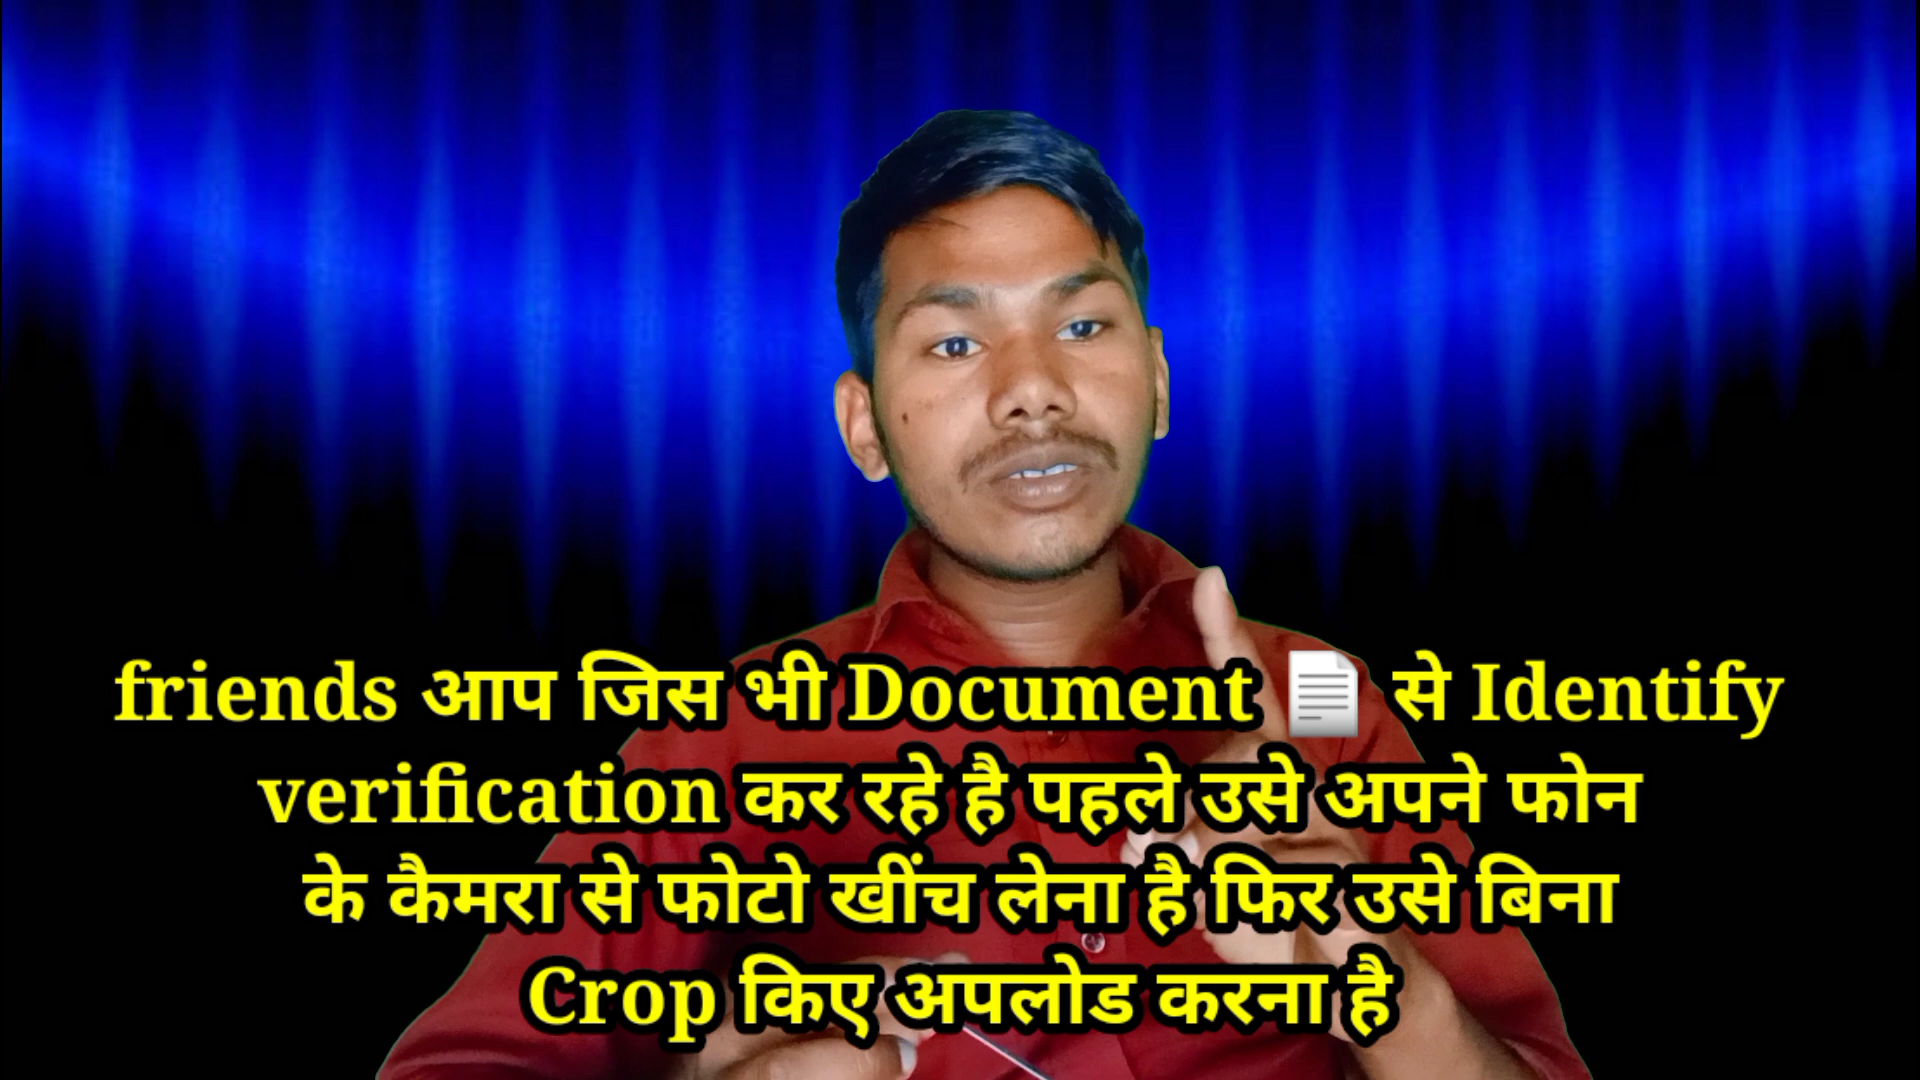 friends आप जिस भी Document 📄 से Identify
verification कर रहे है पहले उसे अपने फोन
के कैमरा से फोटो खींच लेना है फिर उसे बिना
Crop किए अपलोड करना है